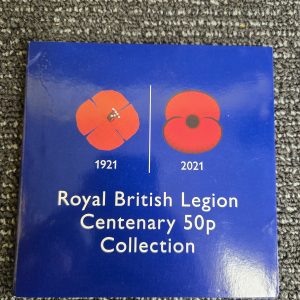 1921 2021
Royal British Legion
Centenary 50p
Collection